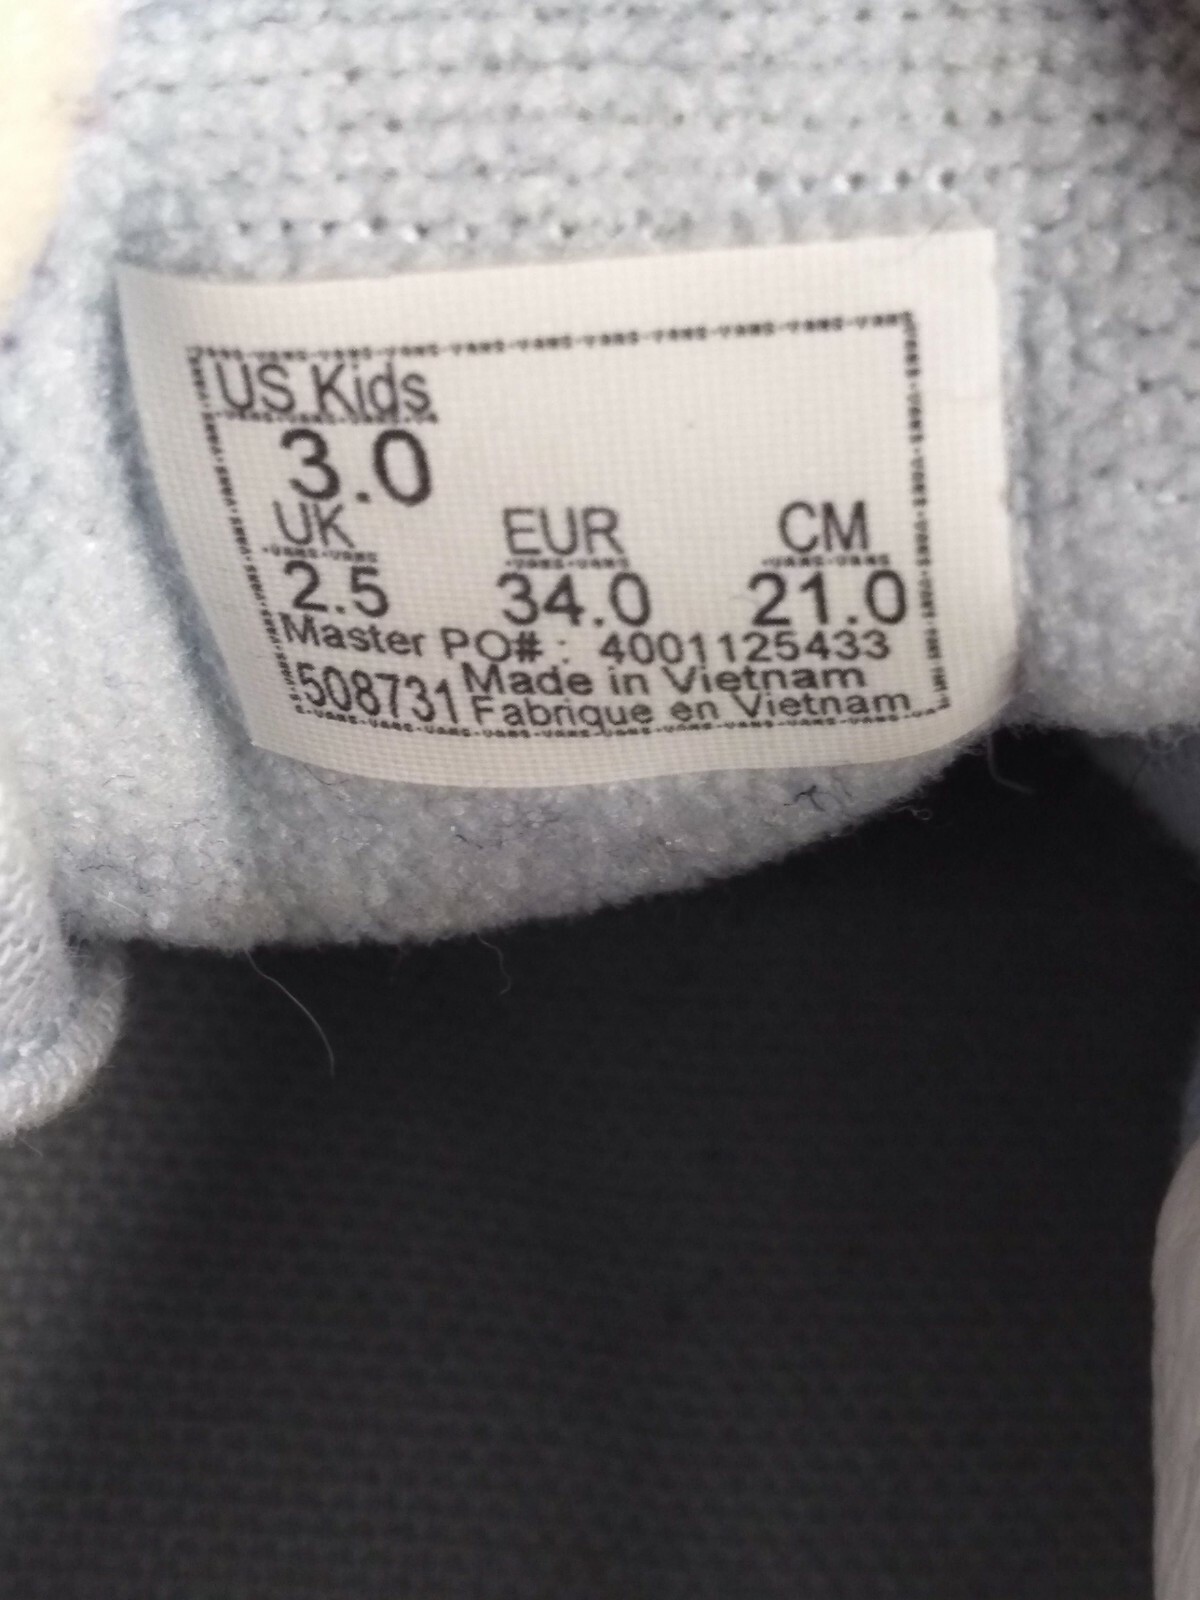 US Kids
3.0
UK EUR CM
2.5 34.0 21.0
Master PO# : 4001125433
508731 Made in Vietnam
Fabrique en Vietnam